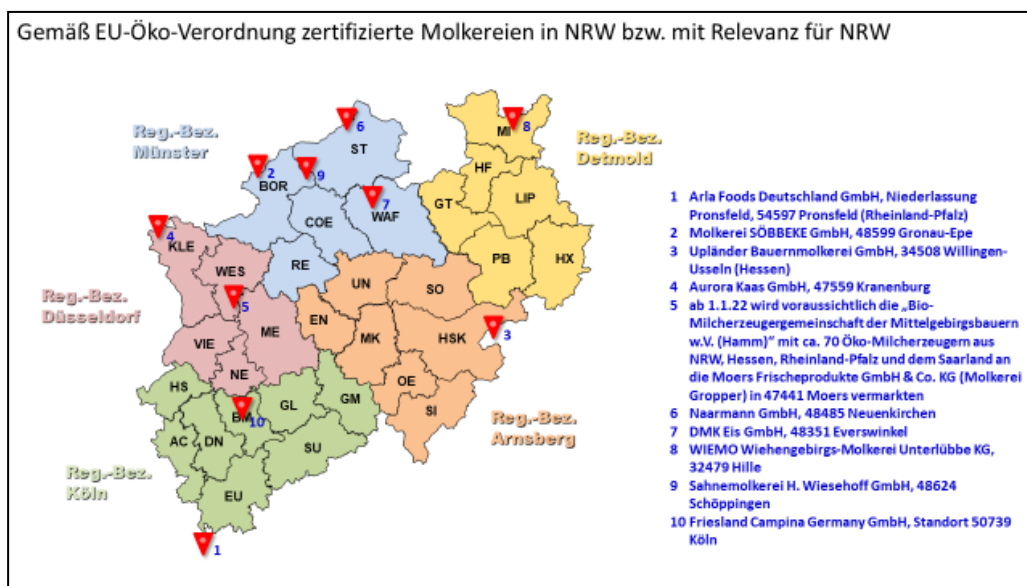 Gemäß EU-Öko-Verordnung zertifizierte Molkereien in NRW bzw. mit Relevanz für NRW
Reg.-Bez.
Münster
Reg.-Bez.
Detmold
Reg.-Bez.
Düsseldorf
Reg.-Bez.
Arnsberg
Reg.-Bez.
Köln
6
ST
8
MI
2
BOR
9
HF
7
WAF
GT
LIP
COE
4
KLE
RE
PB
HX
WES
UN
SO
5
EN
ME
MK
HSK
3
VIE
NE
OE
HS
BM
10
GL
GM
SI
AC
DN
SU
EU
1
1 Arla Foods Deutschland GmbH, Niederlassung
Pronsfeld, 54597 Pronsfeld (Rheinland-Pfalz)
2 Molkerei SÖBBEKE GmbH, 48599 Gronau-Epe
3 Upländer Bauernmolkerei GmbH, 34508 Willingen-
Usseln (Hessen)
4 Aurora Kaas GmbH, 47559 Kranenburg
5 ab 1.1.22 wird voraussichtlich die „Bio-
Milcherzeugergemeinschaft der Mittelgebirgsbauern
w.V. (Hamm)“ mit ca. 70 Öko-Milcherzeugern aus
NRW, Hessen, Rheinland-Pfalz und dem Saarland an
die Moers Frischeprodukte GmbH & Co. KG (Molkerei
Gropper) in 47441 Moers vermarkten
6 Naarmann GmbH, 48485 Neuenkirchen
7 DMK Eis GmbH, 48351 Everswinkel
8 WIEMO Wiehengebirgs-Molkerei Unterlübbe KG,
32479 Hille
9 Sahnemolkerei H. Wiesehoff GmbH, 48624
Schöppingen
10 Friesland Campina Germany GmbH, Standort 50739
Köln